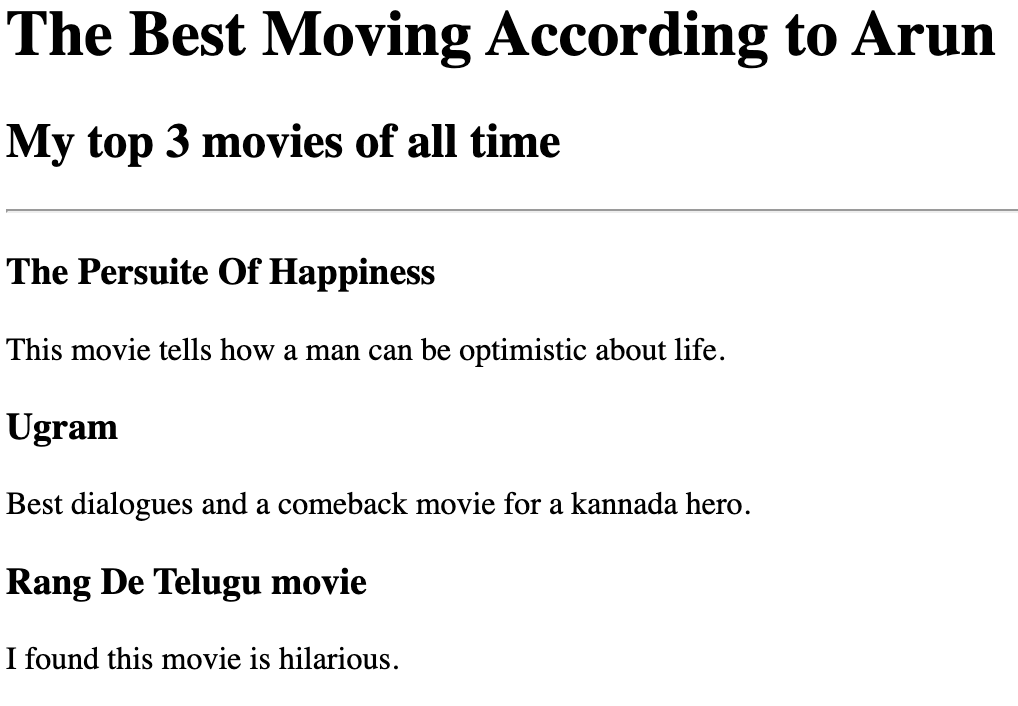 The Best Moving According to Arun
My top 3 movies of all time
The Persuite Of Happiness
This movie tells how a man can be optimistic about life.
Ugram
Best dialogues and a comeback movie for a kannada hero.
Rang De Telugu movie
I found this movie is hilarious.